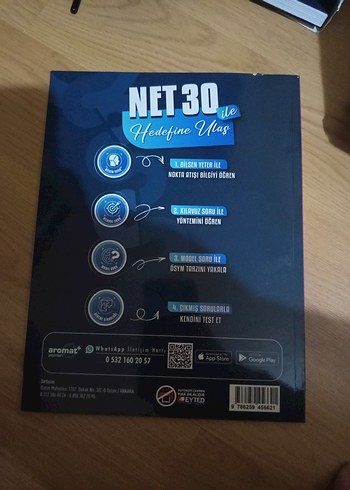 NET 30
ile
Hedefine Ulaş
1. BİLSEN YETER İLE
NOKTA ATIŞI BİLGİYİ ÖĞREN
2. KILAVUZ SORU İLE
YÖNTEMİNİ ÖĞREN
3. MODEL SORU İLE
ÖSYM TARZINI YAKALA
4. ÇIKMIŞ SORULARLA
KENDİNİ TEST ET
aromat+
WhatsApp İletişim Hattı
0 532 160 20 57
App Store
Google Play